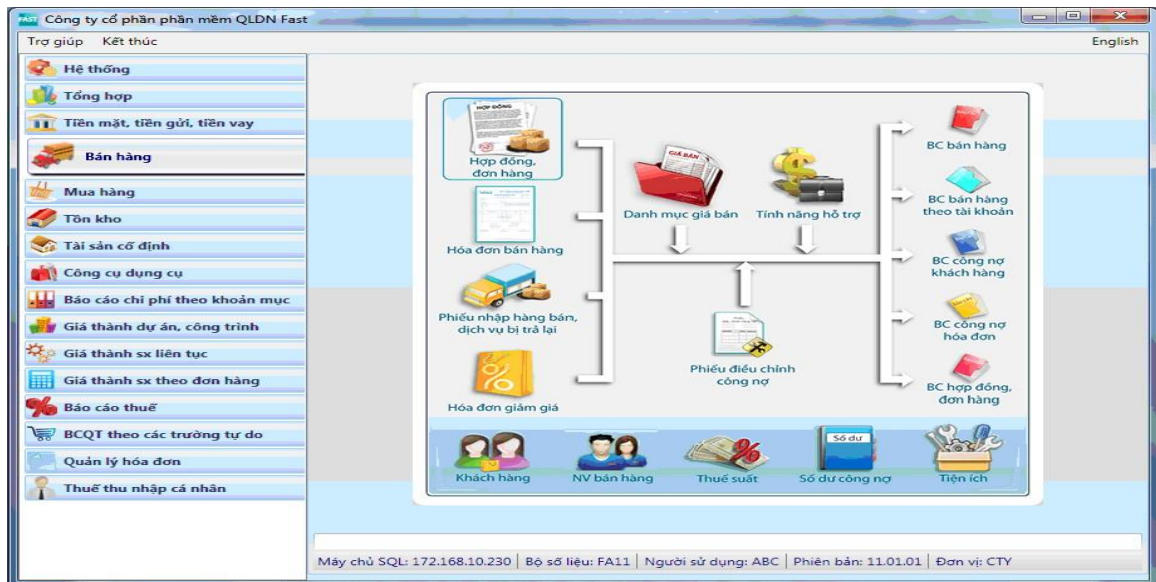 FAST Công ty cổ phần phần mềm QLDN Fast
Trợ giúp Kết thúc English
Hệ thống
Tổng hợp
Tiền mặt, tiền gửi, tiền vay
Bán hàng
Mua hàng
Tồn kho
Tài sản cố định
Công cụ dụng cụ
Báo cáo chi phí theo khoản mục
Giá thành dự án, công trình
Giá thành sx liên tục
Giá thành sx theo đơn hàng
Báo cáo thuế
BCQT theo các trường tự do
Quản lý hóa đơn
Thuế thu nhập cá nhân
HỢP ĐỒNG
Hợp đồng,
đơn hàng
Hóa đơn bán hàng
Phiếu nhập hàng bán,
dịch vụ bị trả lại
Hóa đơn giảm giá
GIÁ BÁN
Danh mục giá bán
Tính năng hỗ trợ
Phiếu điều chỉnh
công nợ
BC bán hàng
BC bán hàng
theo tài khoản
BC công nợ
khách hàng
BC công nợ
hóa đơn
BC hợp đồng,
đơn hàng
Khách hàng
NV bán hàng
Thuế suất
Số dư
Số dư công nợ
Tiện ích
Máy chủ SQL: 172.168.10.230 | Bộ số liệu: FA11 | Người sử dụng: ABC | Phiên bản: 11.01.01 | Đơn vị: CTY